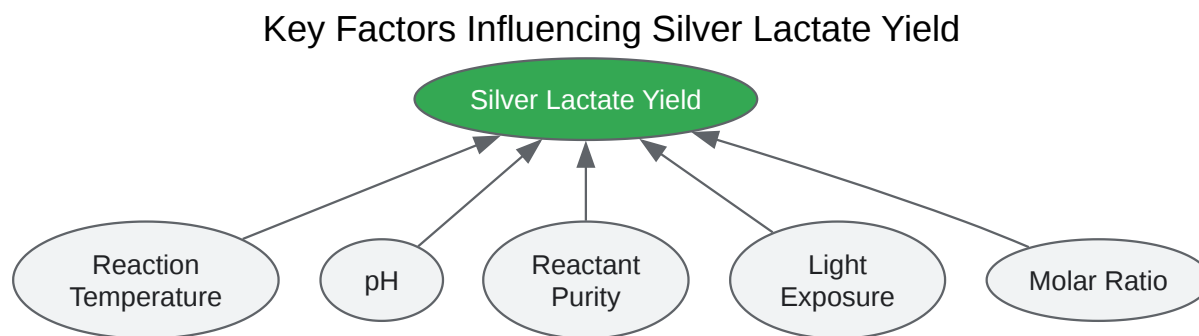 Key Factors Influencing Silver Lactate Yield
Silver Lactate Yield
Reaction
Temperature
pH
Reactant
Purity
Light
Exposure
Molar Ratio